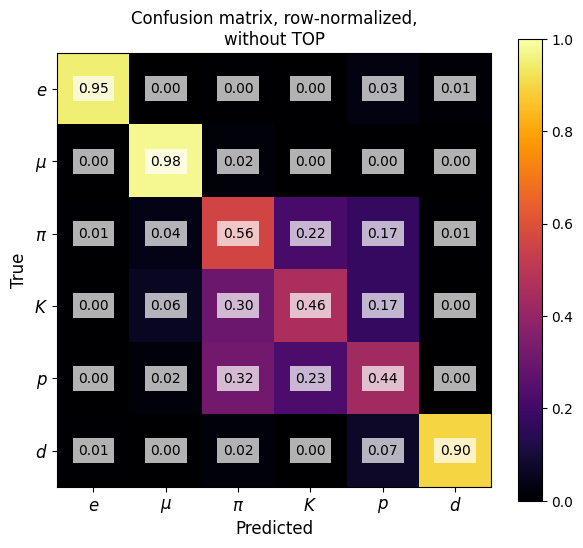 Confusion matrix, row-normalized,
without TOP
1.0
0.8
0.6
0.4
0.2
0.0
True
e 0.95 0.00 0.00 0.00 0.03 0.01
μ 0.00 0.98 0.02 0.00 0.00 0.00
π 0.01 0.04 0.56 0.22 0.17 0.01
K 0.00 0.06 0.30 0.46 0.17 0.00
p 0.00 0.02 0.32 0.23 0.44 0.00
d 0.01 0.00 0.02 0.00 0.07 0.90
e μ π K p d
Predicted